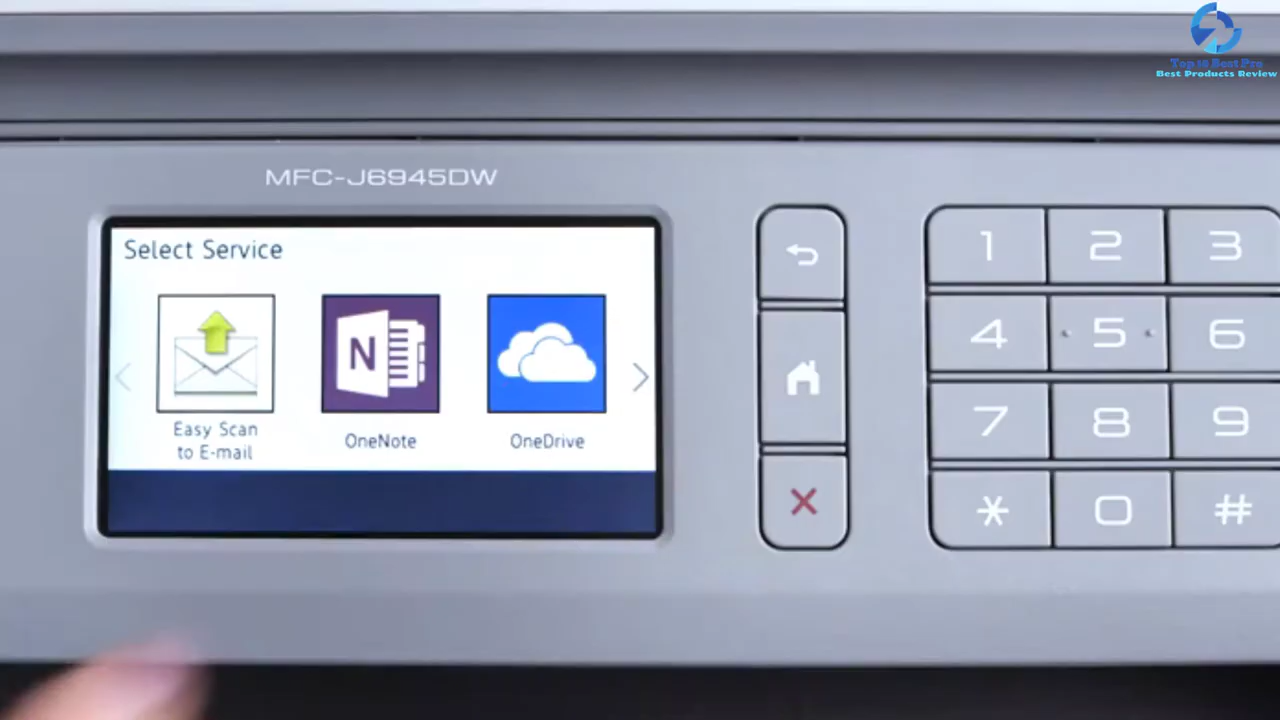 Top 10 Best Pro
Best Products Review
MFC-J6945DW
Select Service
N
Easy Scan
to E-mail
OneNote
OneDrive
1 2 3
4 5 6
7 8 9
* 0 #